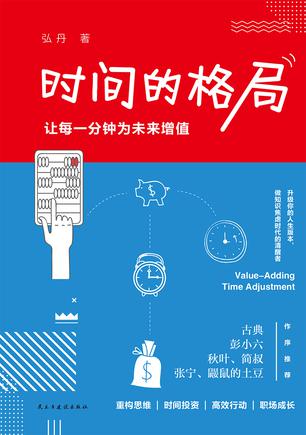 弘丹 著
时间的格局
让每一分钟为未来增值
升级你的人生版本，
做知识焦虑时代的清醒者
Value-Adding
Time Adjustment
古典
彭小六
秋叶、简叔
张宁、鼹鼠的土豆
作序推荐
重构思维 | 时间投资 | 高效行动 | 职场成长
民主与建设出版社